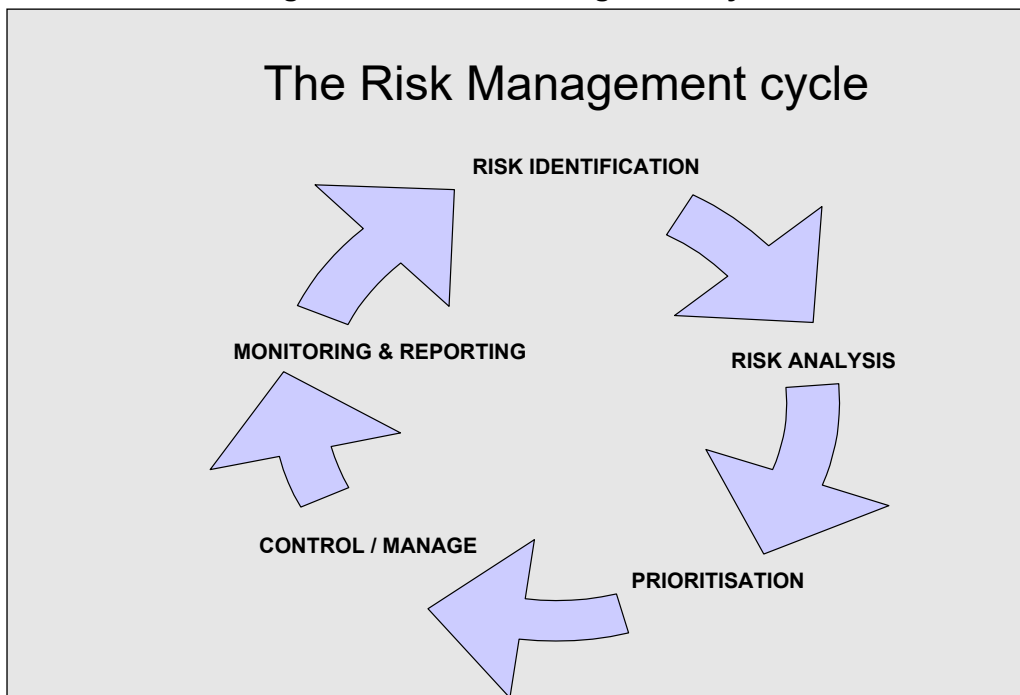 The Risk Management cycle
RISK IDENTIFICATION
MONITORING & REPORTING
RISK ANALYSIS
CONTROL / MANAGE
PRIORITISATION